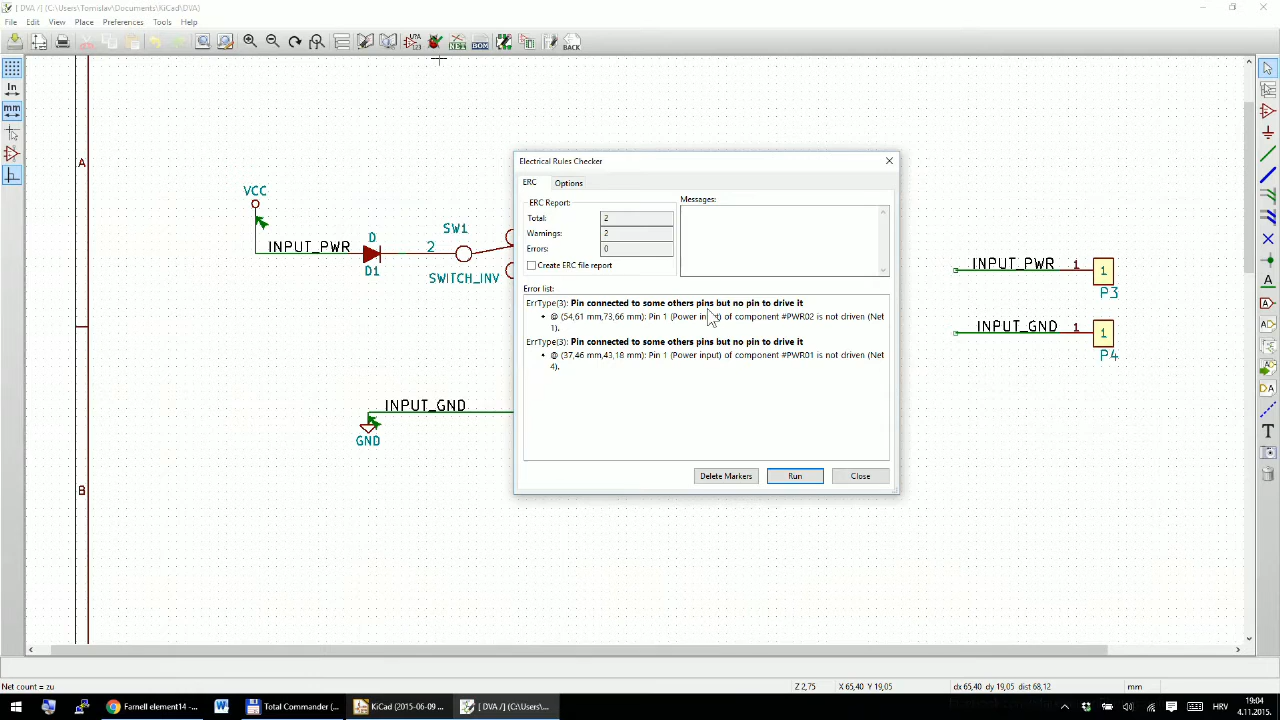 [ DVA /] (C:\Users\Tomislav\Documents\KiCad\DVA)
File Edit View Place Preferences Tools Help
NET BOM BACK
In
mm
A
B
VCC
INPUT_PWR
D
D1
2
SW1
SWITCH_INV
INPUT_GND
GND
Electrical Rules Checker
ERC Options
ERC Report:
Total: 2
Warnings: 2
Errors: 0
Create ERC file report
Messages:
Error list:
ErrType(3): Pin connected to some others pins but no pin to drive it
@ (54,61 mm,73,66 mm): Pin 1 (Power input) of component #PWR02 is not driven (Net
1).
ErrType(3): Pin connected to some others pins but no pin to drive it
@ (37,46 mm,43,18 mm): Pin 1 (Power input) of component #PWR01 is not driven (Net
4).
Delete Markers Run Close
INPUT_PWR 1 1
P3
INPUT_GND 1 1
P4
Net count = zu
Z 2,75 X 65,40 Y 19,05 dx 65,40 dy 19,05 dist 68,12 mm
Farnell element14 -... Total Commander (... KiCad (2015-06-09 ... [ DVA /] (C:\Users\...
19:04
4.11.2015.